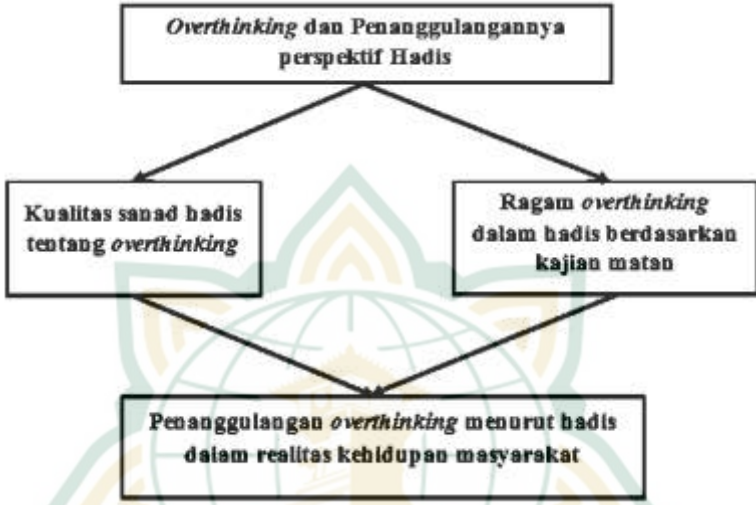 Overthinking dan Penanggulangannya
perspektif Hadis
Kualitas sanad hadis
tentang overthinking
Ragam overthinking
dalam hadis berdasarkan
kajian matan
Penanggulangan overthinking menurut hadis
dalam realitas kehidupan masyarakat